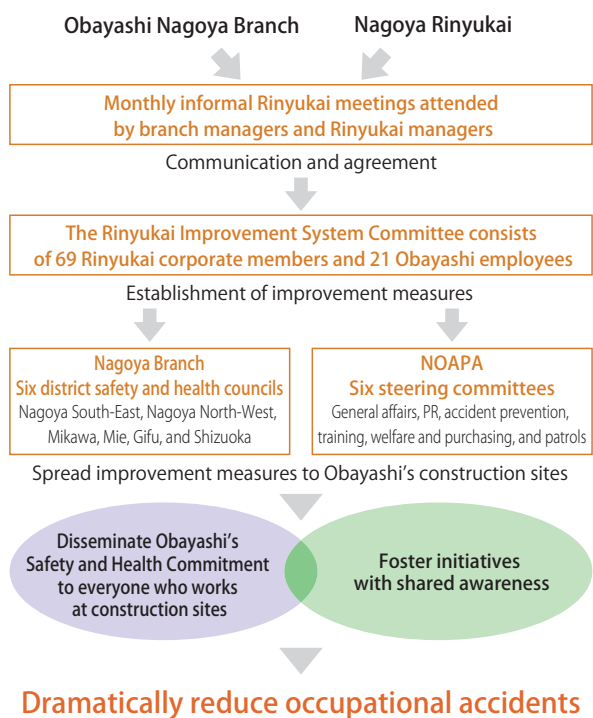 Obayashi Nagoya Branch
Nagoya Rinyukai
Monthly informal Rinyukai meetings attended
by branch managers and Rinyukai managers
Communication and agreement
The Rinyukai Improvement System Committee consists
of 69 Rinyukai corporate members and 21 Obayashi employees
Establishment of improvement measures
Nagoya Branch
Six district safety and health councils
Nagoya South-East, Nagoya North-West,
Mikawa, Mie, Gifu, and Shizuoka
NOAPA
Six steering committees
General affairs, PR, accident prevention,
training, welfare and purchasing, and patrols
Spread improvement measures to Obayashi’s construction sites
Disseminate Obayashi’s
Safety and Health Commitment
to everyone who works
at construction sites
Foster initiatives
with shared awareness
Dramatically reduce occupational accidents